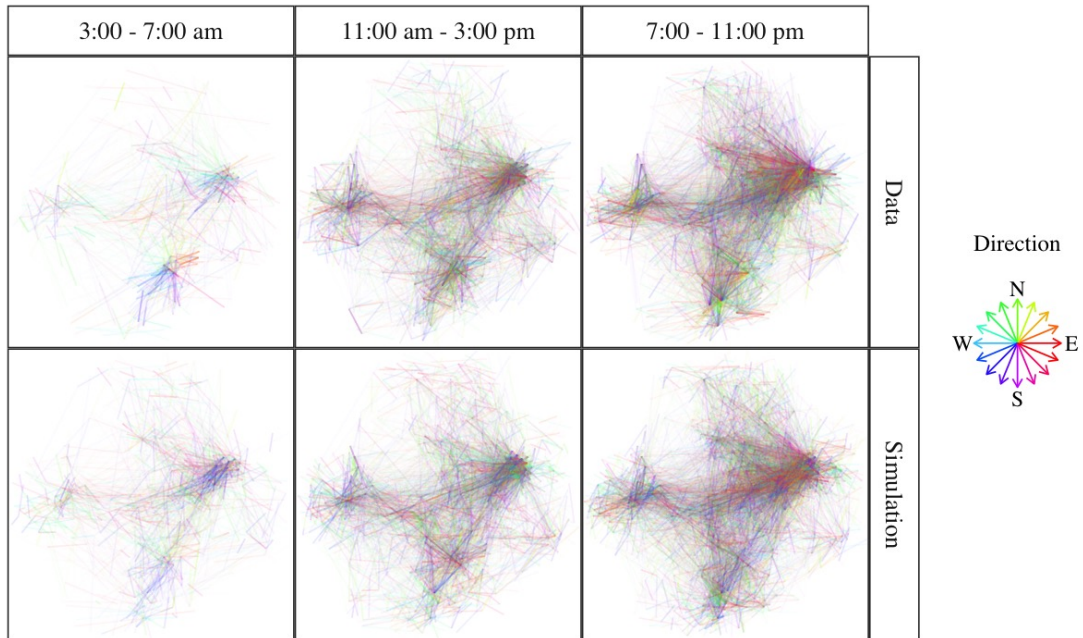 3:00 - 7:00 am
11:00 am - 3:00 pm
7:00 - 11:00 pm
Data
Simulation
Direction
N
W
E
S